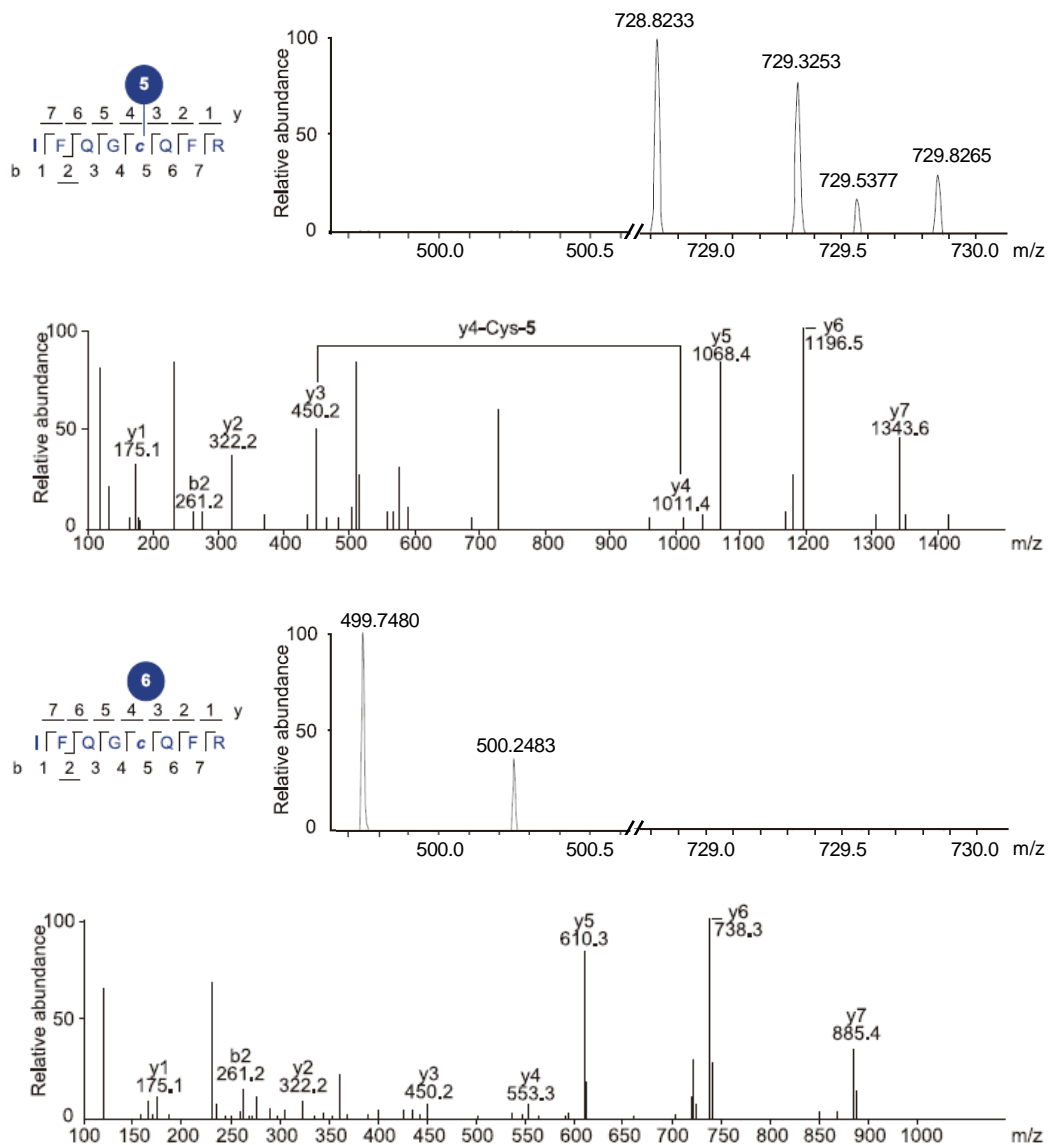 5
7 6 5 4 3 2 1 y
I F Q G c Q F R
b 1 2 3 4 5 6 7
Relative abundance
100
50
0
728.8233
729.3253
729.5377
729.8265
500.0 500.5 729.0 729.5 730.0 m/z
Relative abundance
100
50
0
y4-Cys-5
y1
175.1
b2
261.2
y2
322.2
y3
450.2
y4
1011.4
y5
1068.4
y6
1196.5
y7
1343.6
100 200 300 400 500 600 700 800 900 1000 1100 1200 1300 1400 m/z
6
7 6 5 4 3 2 1 y
I F Q G c Q F R
b 1 2 3 4 5 6 7
Relative abundance
100
50
0
499.7480
500.2483
500.0 500.5 729.0 729.5 730.0 m/z
Relative abundance
100
50
0
y1
175.1
b2
261.2
y2
322.2
y3
450.2
y4
553.3
y5
610.3
y6
738.3
y7
885.4
100 150 200 250 300 350 400 450 500 550 600 650 700 750 800 850 900 1000 m/z